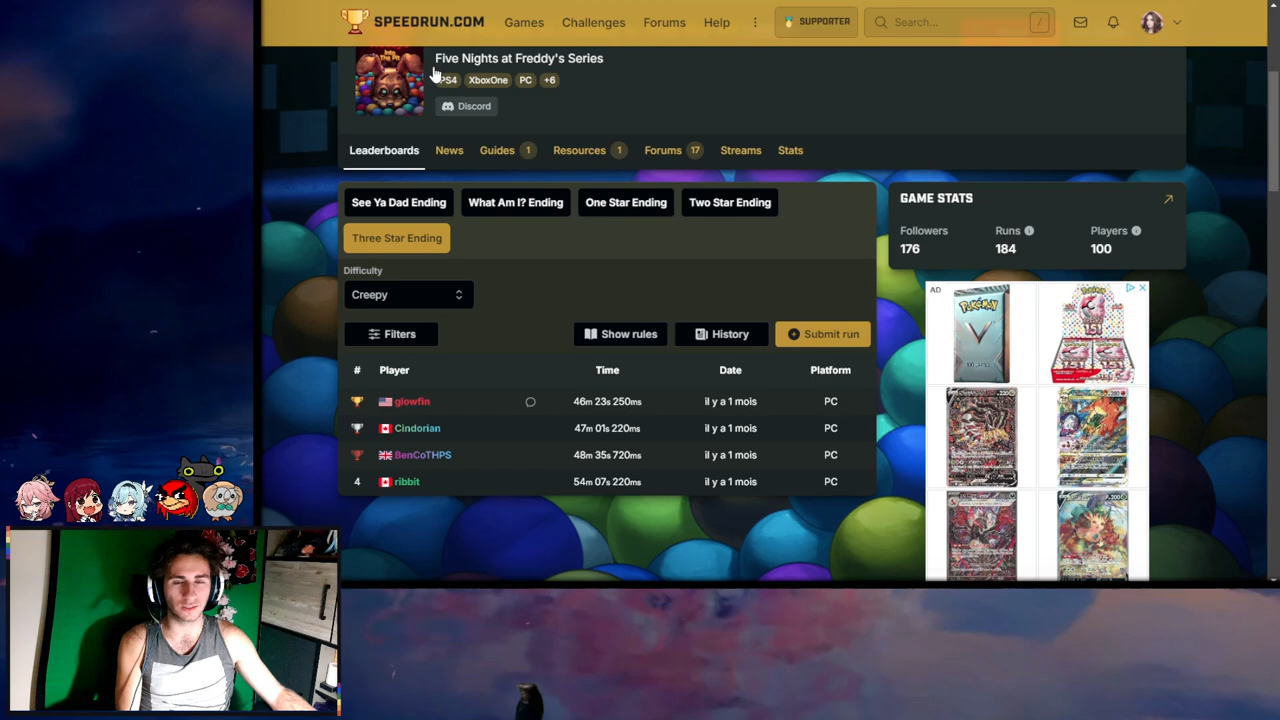 SPEEDRUN.COM Games Challenges Forums Help SUPPORTER Search... /
Five Nights at Freddy's Series
PS4 XboxOne PC +6
Discord
Leaderboards News Guides 1 Resources 1 Forums 17 Streams Stats
See Ya Dad Ending What Am I? Ending One Star Ending Two Star Ending
Three Star Ending
Difficulty
Creepy
Filters Show rules History Submit run
# Player Time Date Platform
glowfin 46m 23s 250ms il y a 1 mois PC
Cindorian 47m 01s 220ms il y a 1 mois PC
BenCoTHPS 48m 35s 720ms il y a 1 mois PC
4 ribbit 54m 07s 220ms il y a 1 mois PC
GAME STATS
Followers Runs Players
176 184 100
AD
POKÉMON
V
151